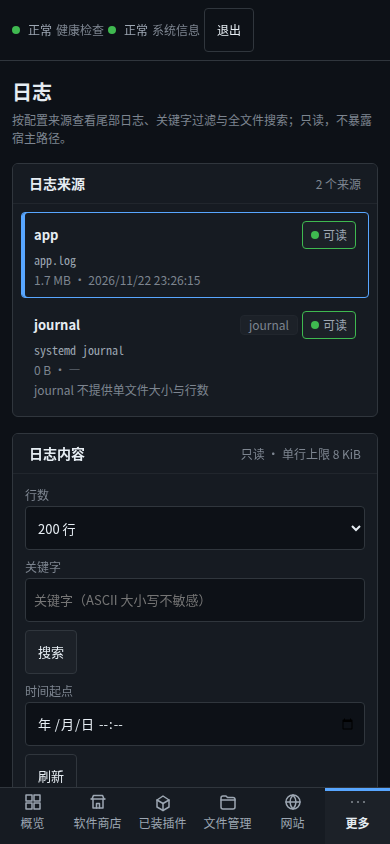 正常 健康检查 正常 系统信息 退出
日志
按配置来源查看尾部日志、关键字过滤与全文件搜索；只读，不暴露
宿主路径。
日志来源 2 个来源
app 可读
app.log
1.7 MB • 2026/11/22 23:26:15
journal journal 可读
systemd journal
0 B • —
journal 不提供单文件大小与行数
日志内容 只读 • 单行上限 8 KiB
行数
200 行
关键字
关键字（ASCII 大小写不敏感）
搜索
时间起点
年 /月/日 --:--
刷新
概览 软件商店 已装插件 文件管理 网站 更多